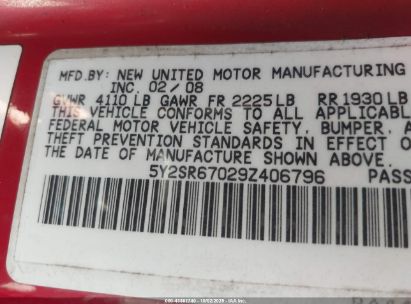 MFD.BY: NEW UNITED MOTOR MANUFACTURING
INC. 02 / 08
GVWR 4110 LB GAWR FR 2225 LB RR 1930 LB
THIS VEHICLE CONFORMS TO ALL APPLICABL
FEDERAL MOTOR VEHICLE SAFETY, BUMPER, A
THEFT PREVENTION STANDARDS IN EFFECT O
THE DATE OF MANUFACTURE SHOWN ABOVE.
5Y2SR67029Z406796 PASS